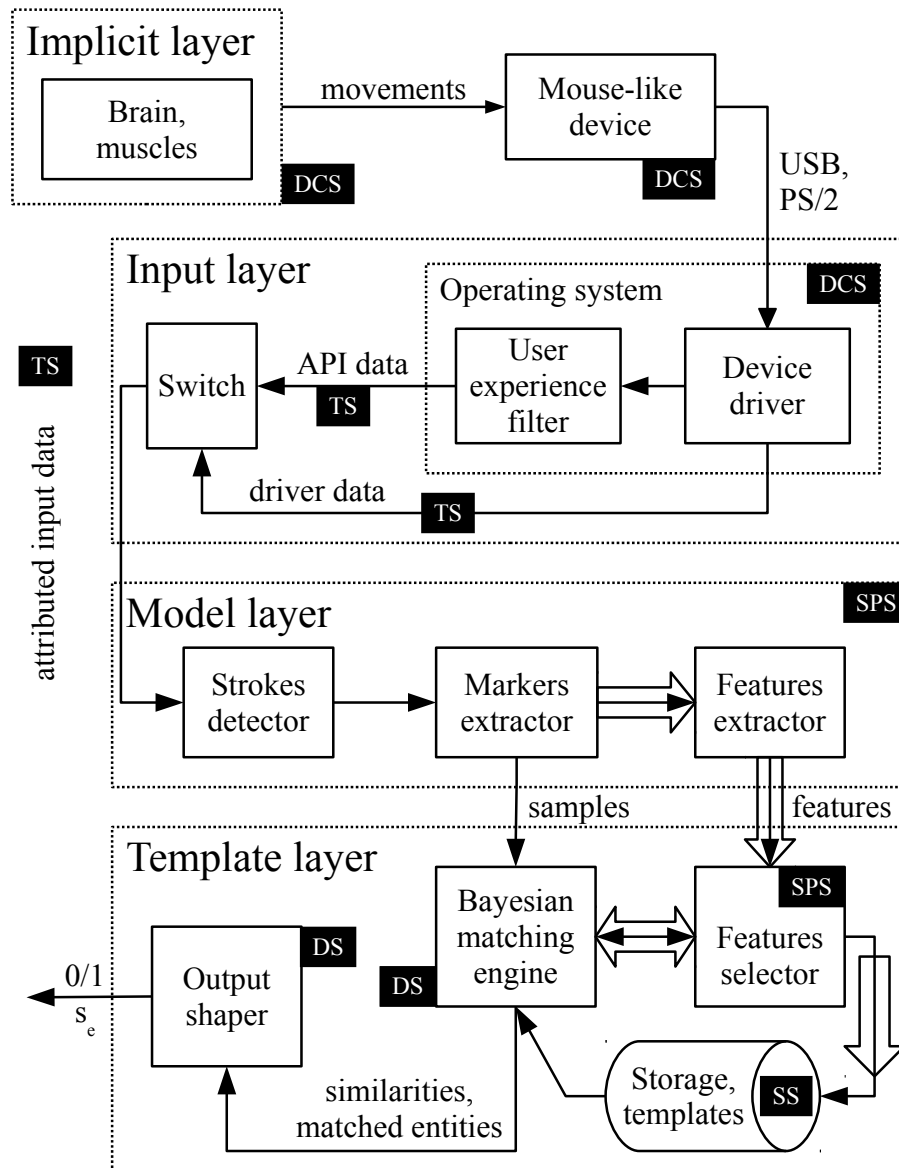 Implicit layer
Brain,
muscles
DCS
movements
Mouse-like
device
DCS
USB,
PS/2
Input layer
Operating system
DCS
TS
Switch
API data
TS
User
experience
filter
Device
driver
driver data
TS
attributed input data
Model layer
SPS
Strokes
detector
Markers
extractor
Features
extractor
samples
features
Template layer
Bayesian
matching
engine
DS
SPS
Features
selector
DS
Output
shaper
0/1
s_e
similarities,
matched entities
Storage,
templates
SS